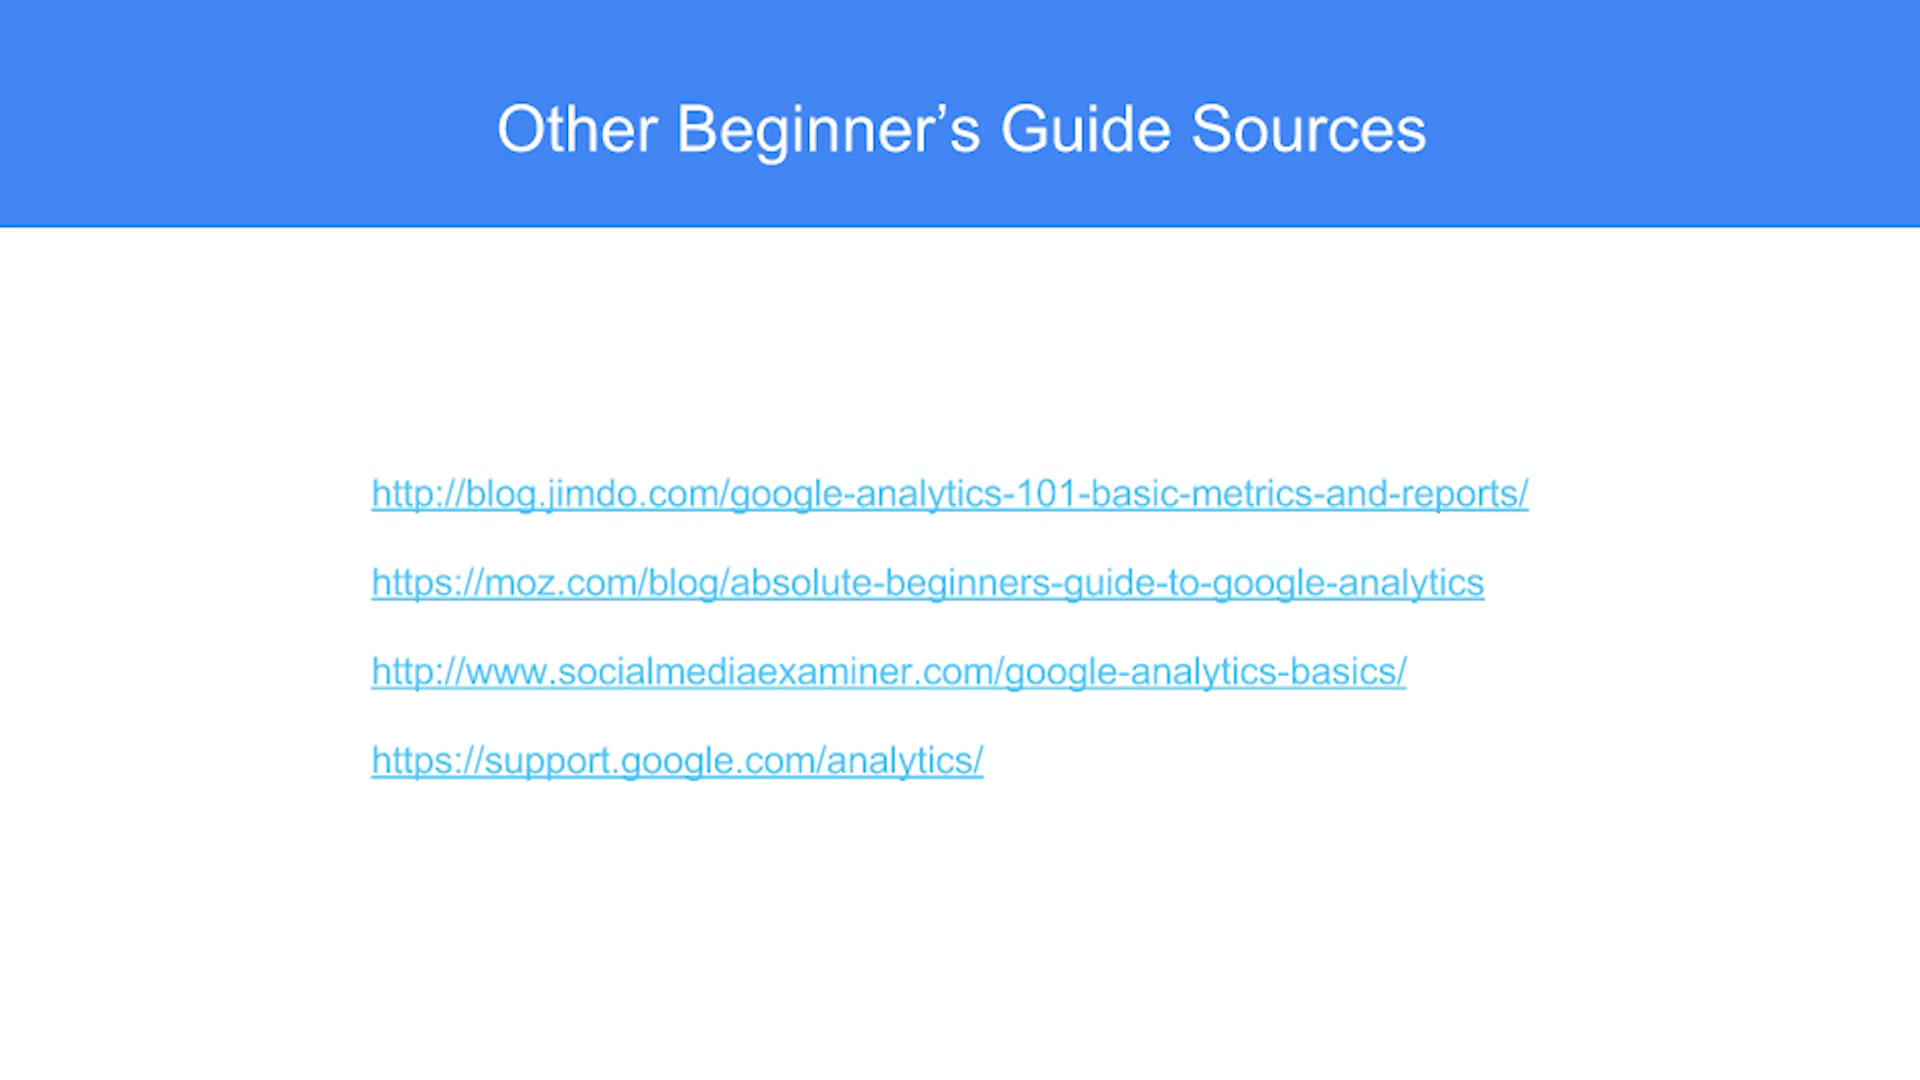 Other Beginner’s Guide Sources
http://blog.jimdo.com/google-analytics-101-basic-metrics-and-reports/
https://moz.com/blog/absolute-beginners-guide-to-google-analytics
http://www.socialmediaexaminer.com/google-analytics-basics/
https://support.google.com/analytics/